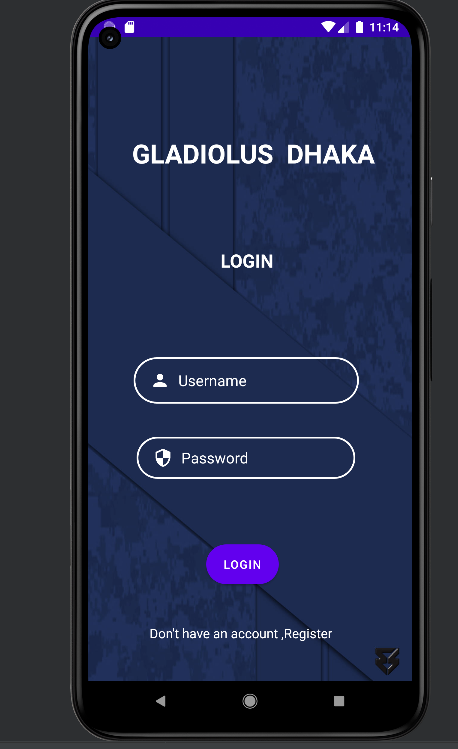 11:14
GLADIOLUS DHAKA
LOGIN
Username
Password
LOGIN
Don't have an account ,Register